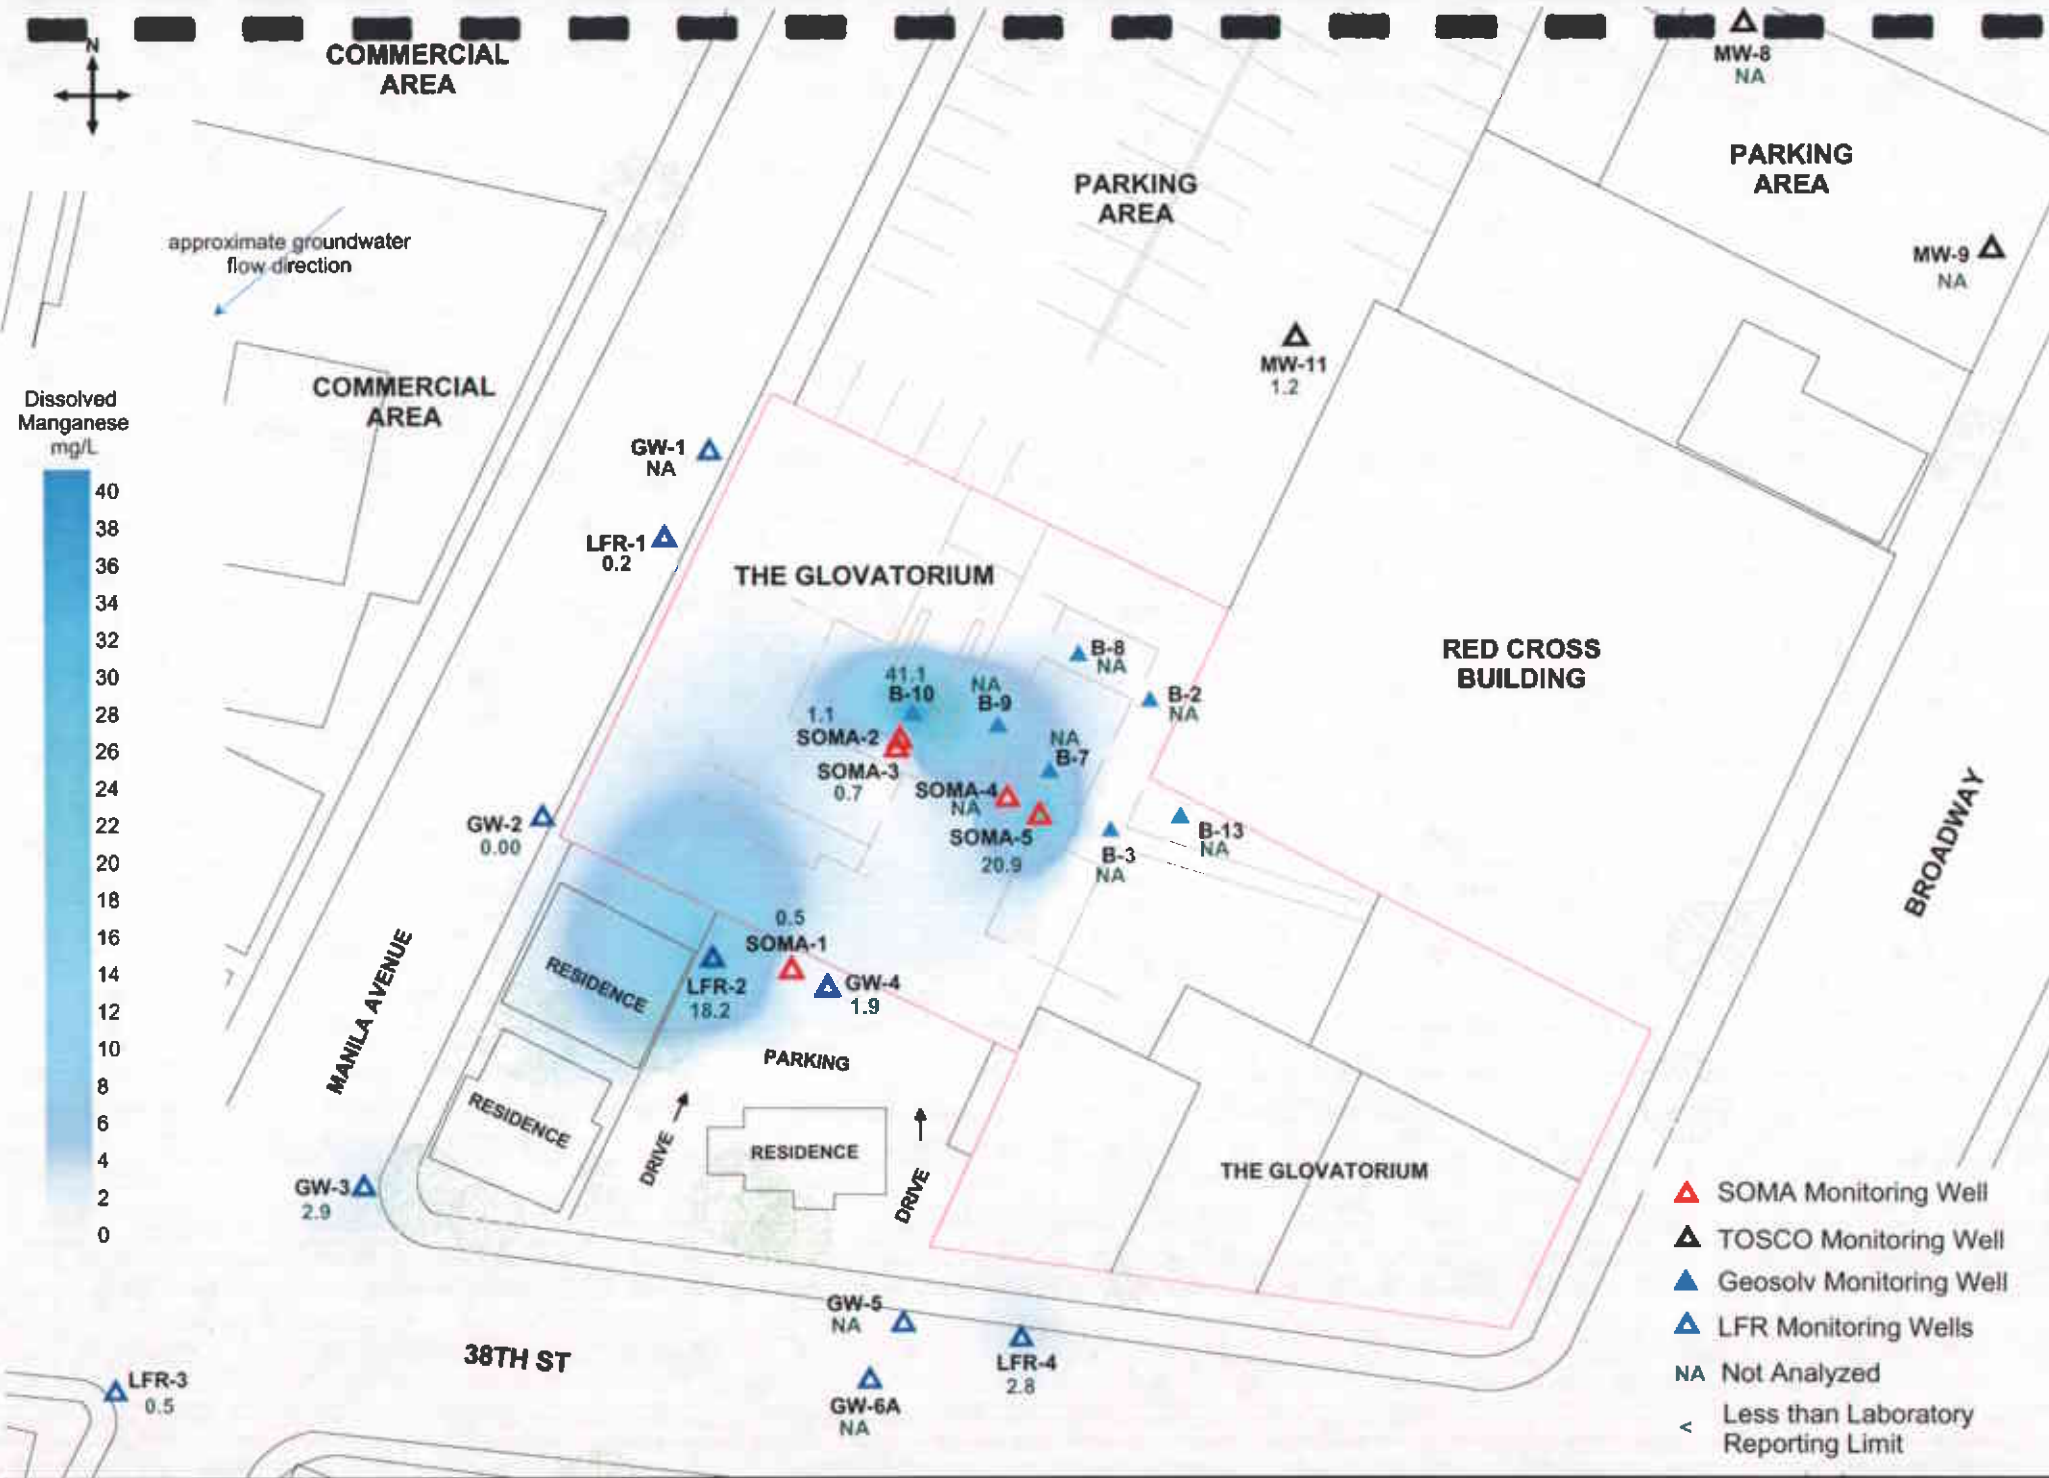 N
COMMERCIAL
AREA
MW-8
NA
PARKING
AREA
PARKING
AREA
approximate groundwater
flow direction
MW-9
NA
MW-11
1.2
COMMERCIAL
AREA
Dissolved
Manganese
mg/L
40
38
36
34
32
30
28
26
24
22
20
18
16
14
12
10
8
6
4
2
0
GW-1
NA
LFR-1
0.2
THE GLOVATORIUM
RED CROSS
BUILDING
B-8
NA
41.1
B-10
NA
B-9
B-2
NA
1.1
SOMA-2
NA
B-7
SOMA-3
0.7
SOMA-4
NA
SOMA-5
20.9
GW-2
0.00
B-13
NA
B-3
NA
BROADWAY
0.5
SOMA-1
MANILA AVENUE
RESIDENCE
LFR-2
18.2
GW-4
1.9
PARKING
RESIDENCE
DRIVE
RESIDENCE
DRIVE
THE GLOVATORIUM
GW-3
2.9
SOMA Monitoring Well
TOSCO Monitoring Well
Geosolv Monitoring Well
LFR Monitoring Wells
NA Not Analyzed
< Less than Laboratory
Reporting Limit
GW-5
NA
38TH ST
LFR-4
2.8
LFR-3
0.5
GW-6A
NA